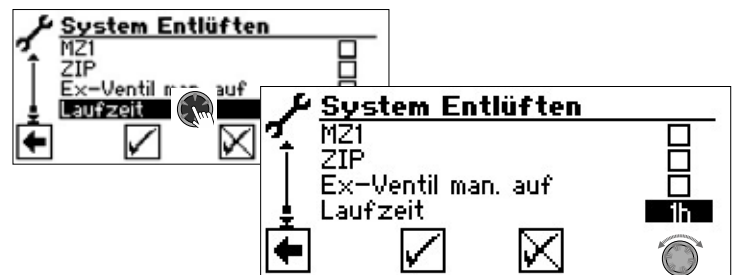 System Entlüften
MZ1
ZIP
Ex-Ventil man. auf
Laufzeit
System Entlüften
MZ1
ZIP
Ex-Ventil man. auf
Laufzeit 1h